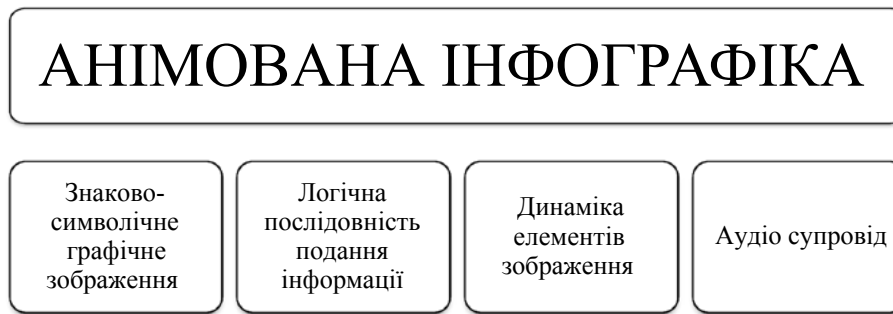 АНІМОВАНА ІНФОГРАФІКА
Знаково-
символічне
графічне
зображення
Логічна
послідовність
подання
інформації
Динаміка
елементів
зображення
Аудіо супровід